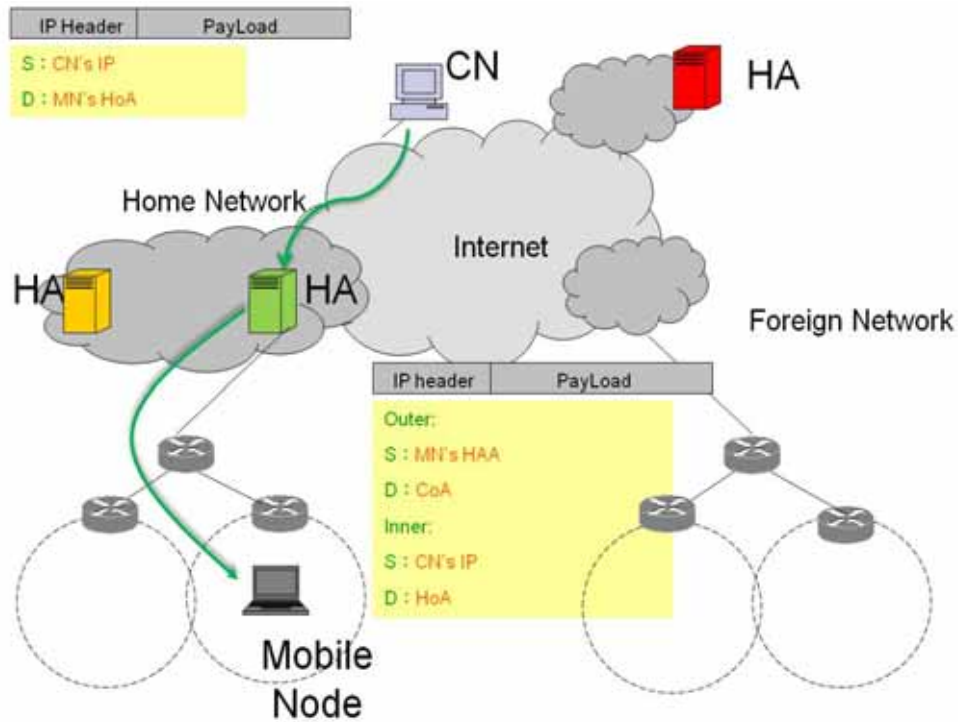 IP Header PayLoad
S : CN's IP
D : MN's HoA
CN
HA
Home Network
Internet
HA
HA
Foreign Network
IP header PayLoad
Outer:
S : MN's HAA
D : CoA
Inner:
S : CN's IP
D : HoA
Mobile
Node